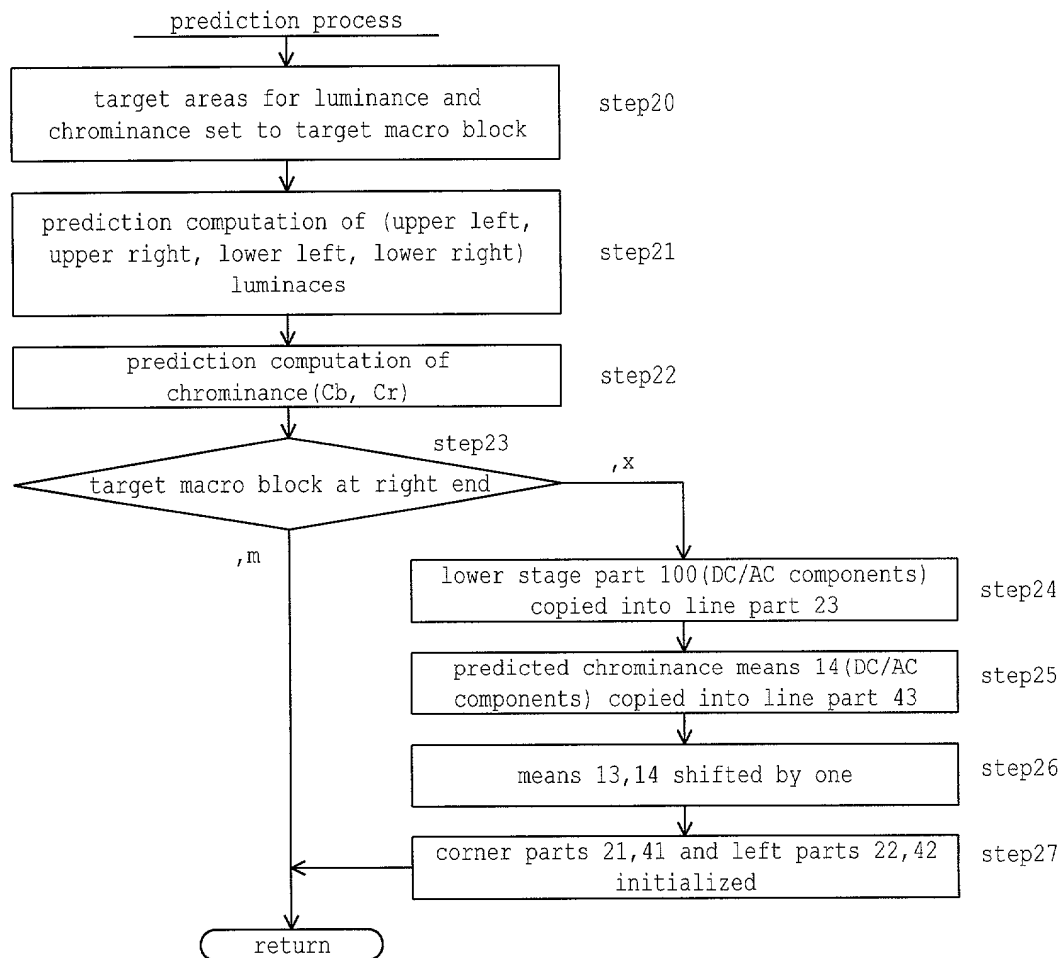 prediction process
target areas for luminance and
chrominance set to target macro block
step20
prediction computation of (upper left,
upper right, lower left, lower right)
luminaces
step21
prediction computation of
chrominance(Cb, Cr)
step22
step23
target macro block at right end
,x
,m
lower stage part 100(DC/AC components)
copied into line part 23
step24
predicted chrominance means 14(DC/AC
components) copied into line part 43
step25
means 13,14 shifted by one
step26
corner parts 21,41 and left parts 22,42
initialized
step27
return